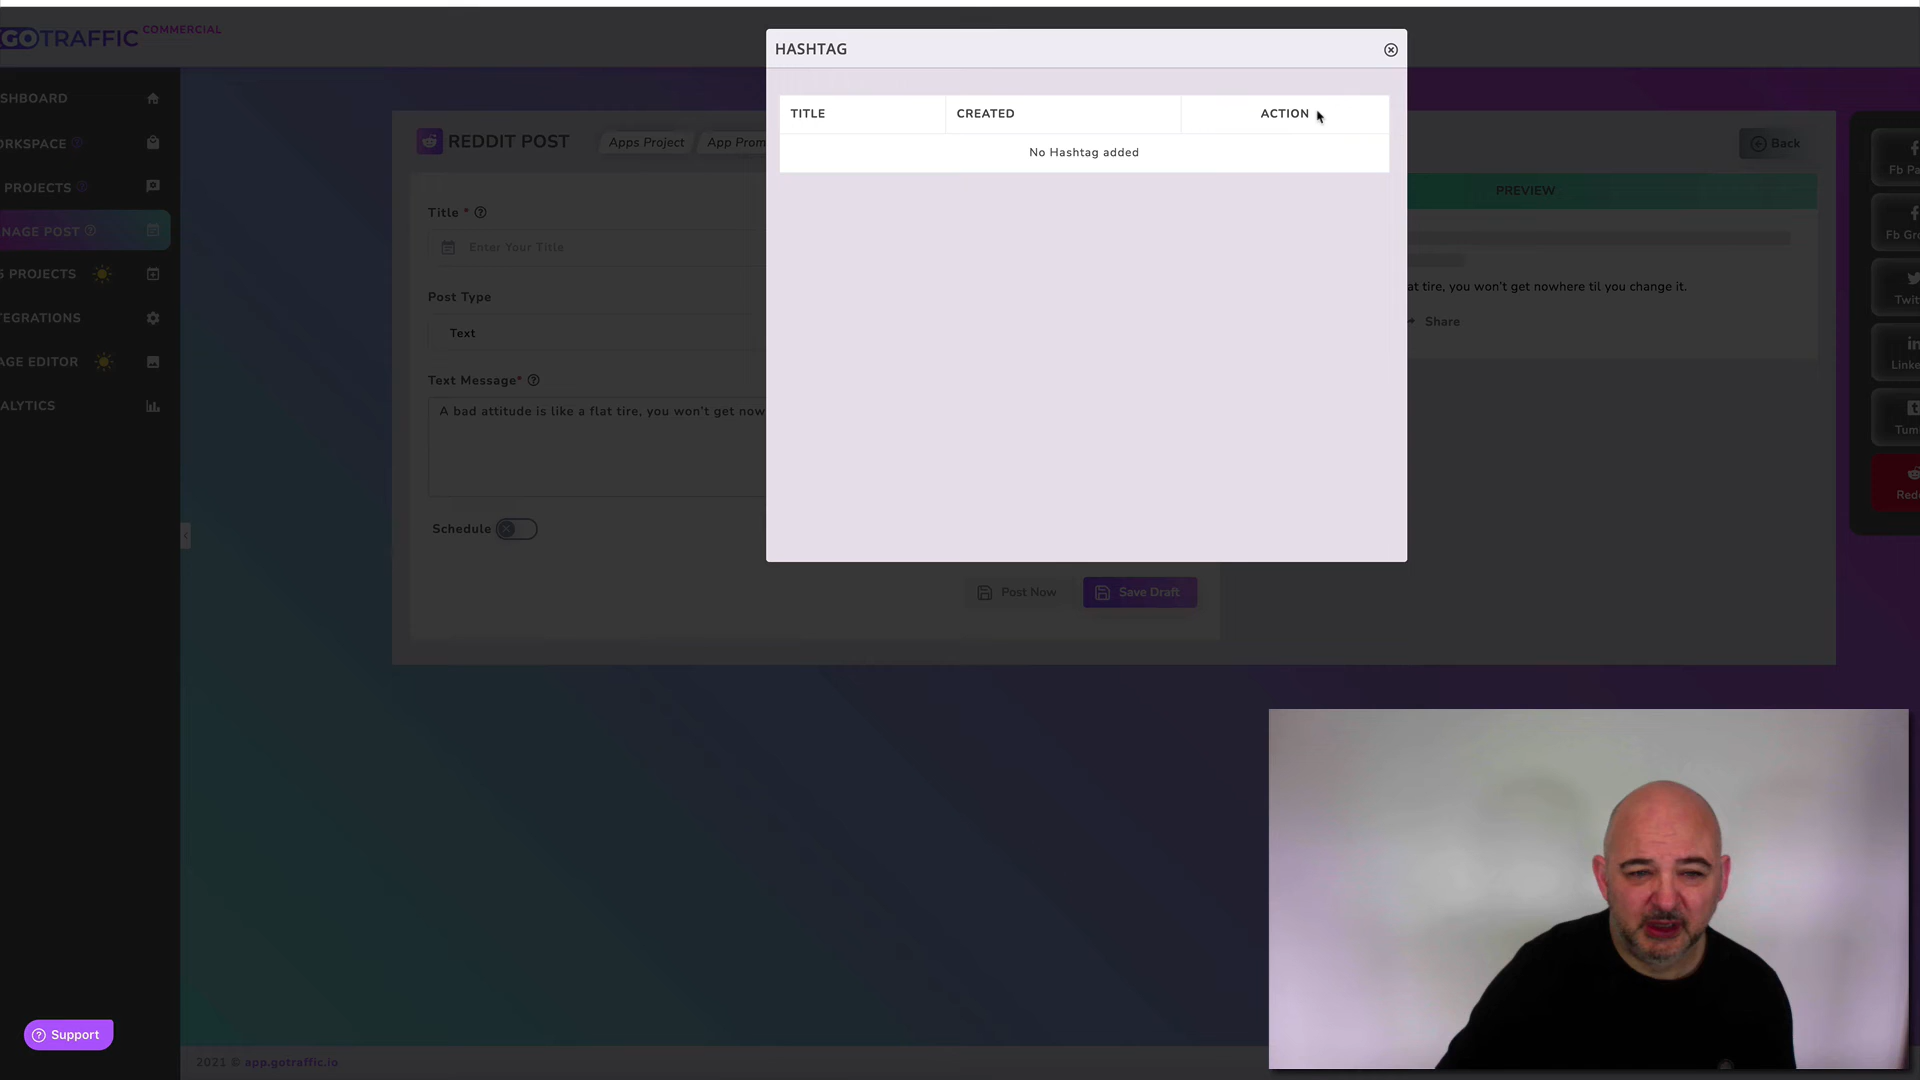 GOTRAFFIC COMMERCIAL
HASHTAG
TITLE CREATED ACTION
No Hashtag added
SHBOARD
ORKSPACE
PROJECTS
NAGE POST
S PROJECTS
TEGRATIONS
AGE EDITOR
ALYTICS
REDDIT POST
Apps Project
App Prom
Back
PREVIEW
Title *
Enter Your Title
Post Type
Text
Text Message*
A bad attitude is like a flat tire, you won't get now
at tire, you won't get nowhere til you change it.
Share
Schedule
Post Now
Save Draft
Fb Pa
Fb Gro
Twit
Linke
Tum
Redd
Support
2021 © app.gotraffic.io